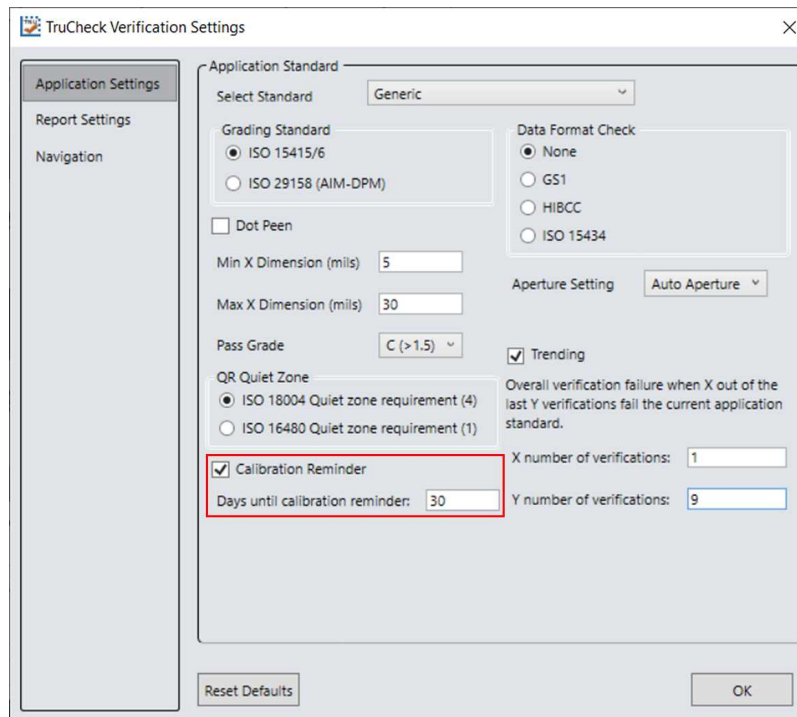 TruCheck Verification Settings
Application Settings
Report Settings
Navigation
Application Standard
Select Standard
Generic
Grading Standard
ISO 15415/6
ISO 29158 (AIM-DPM)
Dot Peen
Min X Dimension (mils)
5
Max X Dimension (mils)
30
Pass Grade
C (>1.5)
QR Quiet Zone
ISO 18004 Quiet zone requirement (4)
ISO 16480 Quiet zone requirement (1)
Calibration Reminder
Days until calibration reminder:
30
Data Format Check
None
GS1
HIBCC
ISO 15434
Aperture Setting
Auto Aperture
Trending
Overall verification failure when X out of the
last Y verifications fail the current application
standard.
X number of verifications:
1
Y number of verifications:
9
Reset Defaults
OK